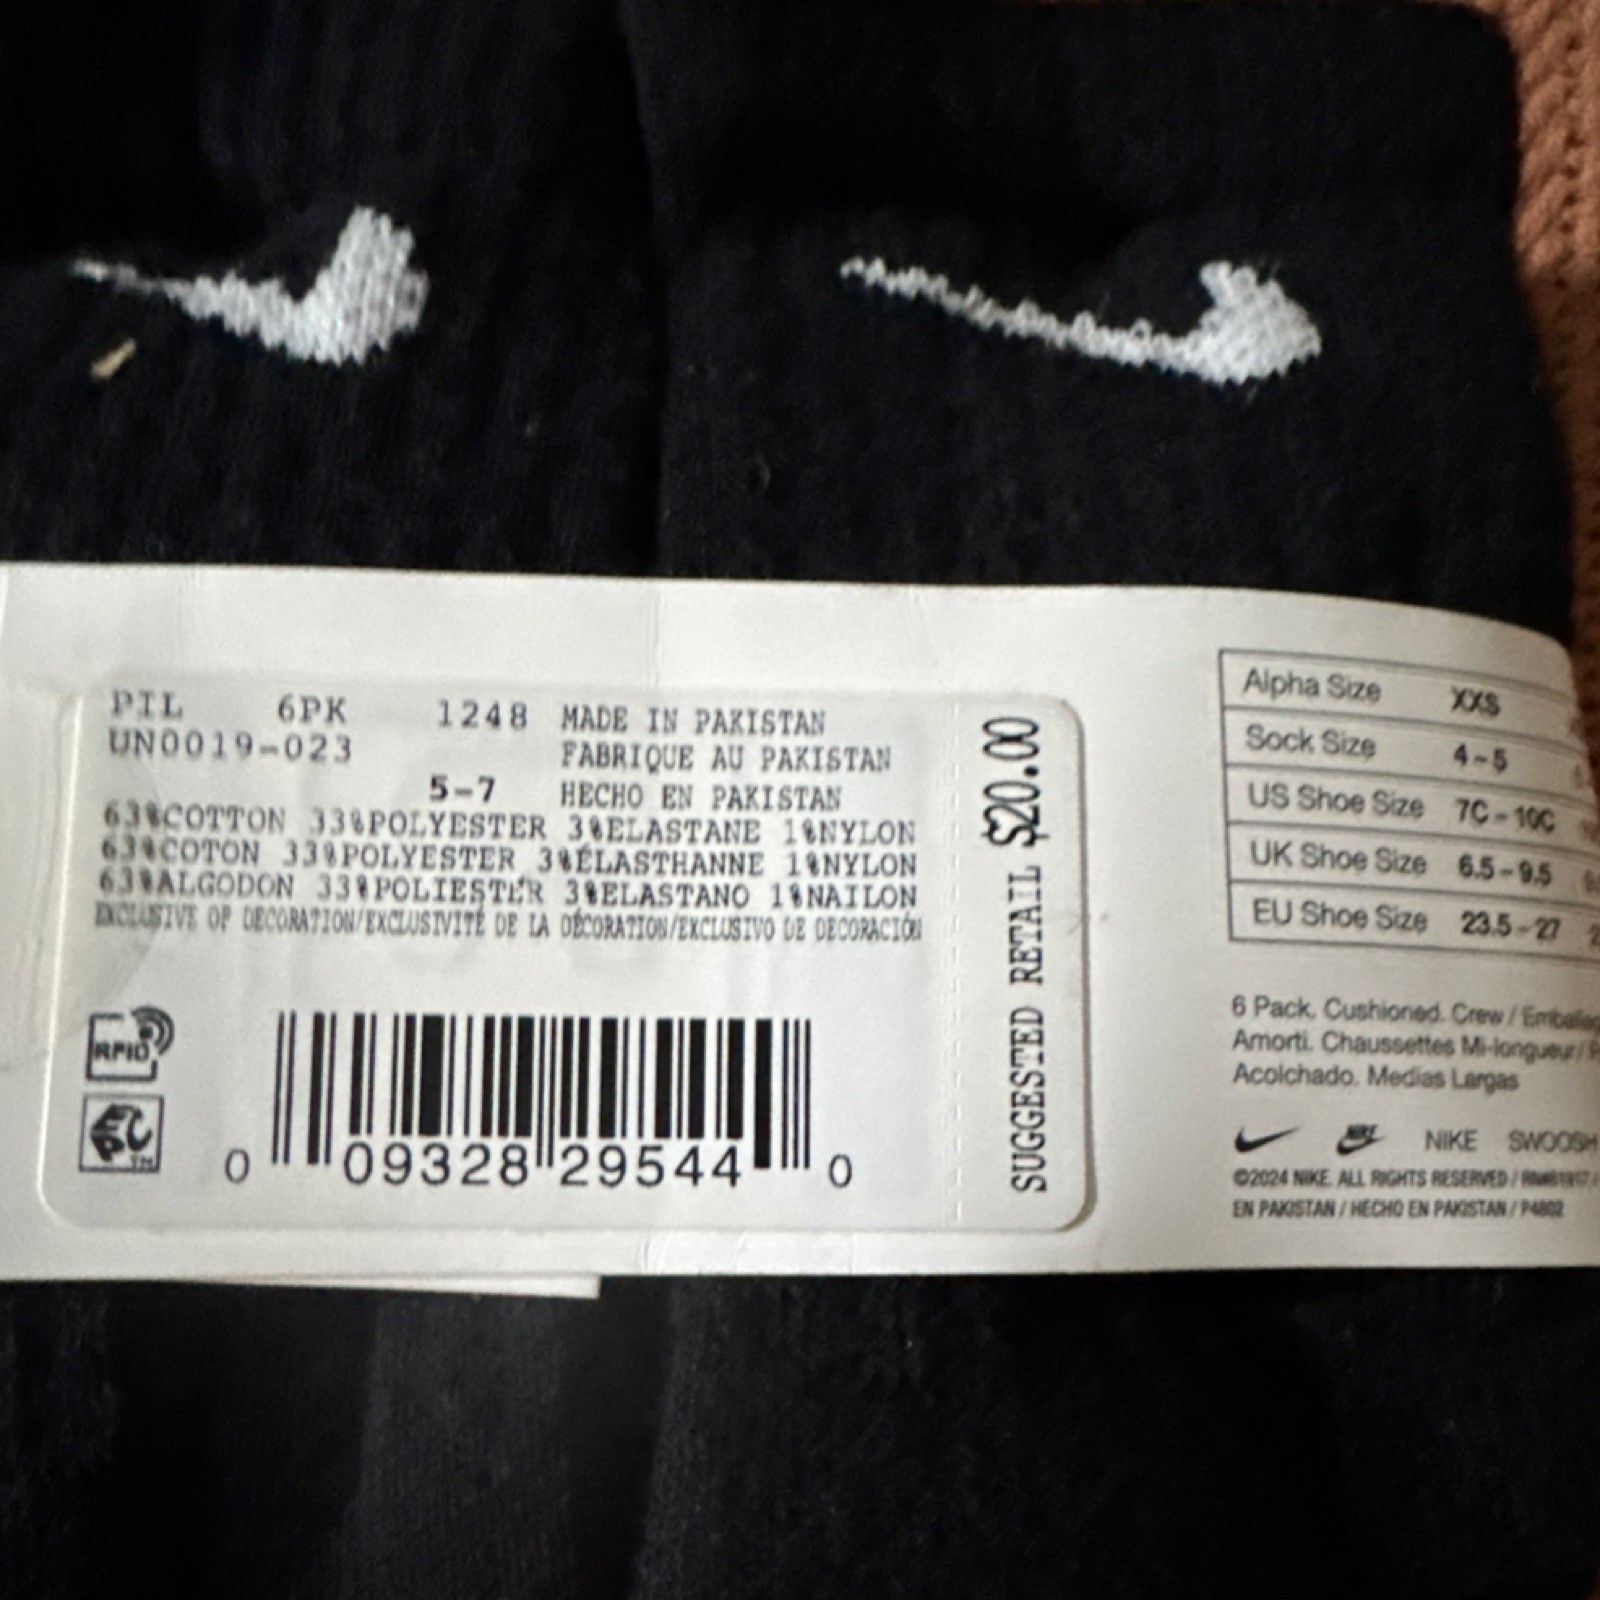 PIL 6PK 1248 MADE IN PAKISTAN
UN0019-023 FABRIQUE AU PAKISTAN
5-7 HECHO EN PAKISTAN
63%COTTON 33%POLYESTER 3%ELASTANE 1%NYLON
63%COTON 33%POLYESTER 3%ÉLASTHANNE 1%NYLON
63%ALGODON 33%POLIESTER 3%ELASTANO 1%NAILON
EXCLUSIVE OF DECORATION/EXCLUSIVITÉ DE LA DÉCORATION/EXCLUSIVO DE DECORACIÓN
RFID
EPC TM
0 09328 29544 0
SUGGESTED RETAIL $20.00
Alpha Size XXS
Sock Size 4-5
US Shoe Size 7C - 10C
UK Shoe Size 6.5 - 9.5
EU Shoe Size 23.5 - 27
6 Pack. Cushioned. Crew /
Amorti. Chaussettes Mi-longueur /
Acolchado. Medias Largas
NIKE NIKE SWOOSH
©2024 NIKE. ALL RIGHTS RESERVED /
EN PAKISTAN / HECHO EN PAKISTAN / P4802